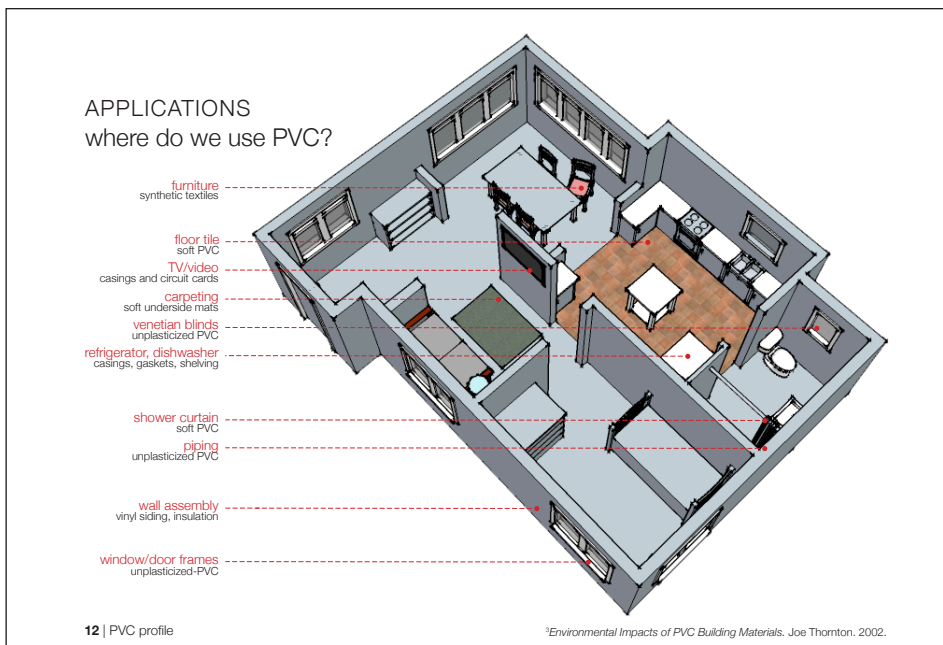 APPLICATIONS
where do we use PVC?
furniture
synthetic textiles
floor tile
soft PVC
TV/video
casings and circuit cards
carpeting
soft underside mats
venetian blinds
unplasticized PVC
refrigerator, dishwasher
casings, gaskets, shelving
shower curtain
soft PVC
piping
unplasticized PVC
wall assembly
vinyl siding, insulation
window/door frames
unplasticized-PVC
12 | PVC profile
³Environmental Impacts of PVC Building Materials. Joe Thornton. 2002.